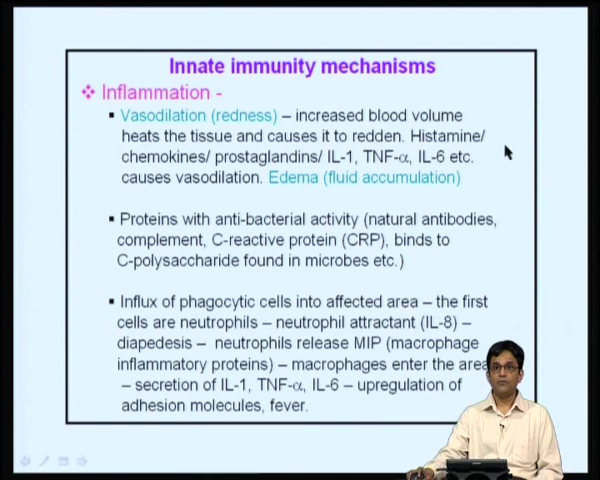 Innate immunity mechanisms
❖ Inflammation -
▪ Vasodilation (redness) – increased blood volume
heats the tissue and causes it to redden. Histamine/
chemokines/ prostaglandins/ IL-1, TNF-α, IL-6 etc.
causes vasodilation. Edema (fluid accumulation)
▪ Proteins with anti-bacterial activity (natural antibodies,
complement, C-reactive protein (CRP), binds to
C-polysaccharide found in microbes etc.)
▪ Influx of phagocytic cells into affected area – the first
cells are neutrophils – neutrophil attractant (IL-8) –
diapedesis – neutrophils release MIP (macrophage
inflammatory proteins) – macrophages enter the area
– secretion of IL-1, TNF-α, IL-6 – upregulation of
adhesion molecules, fever.